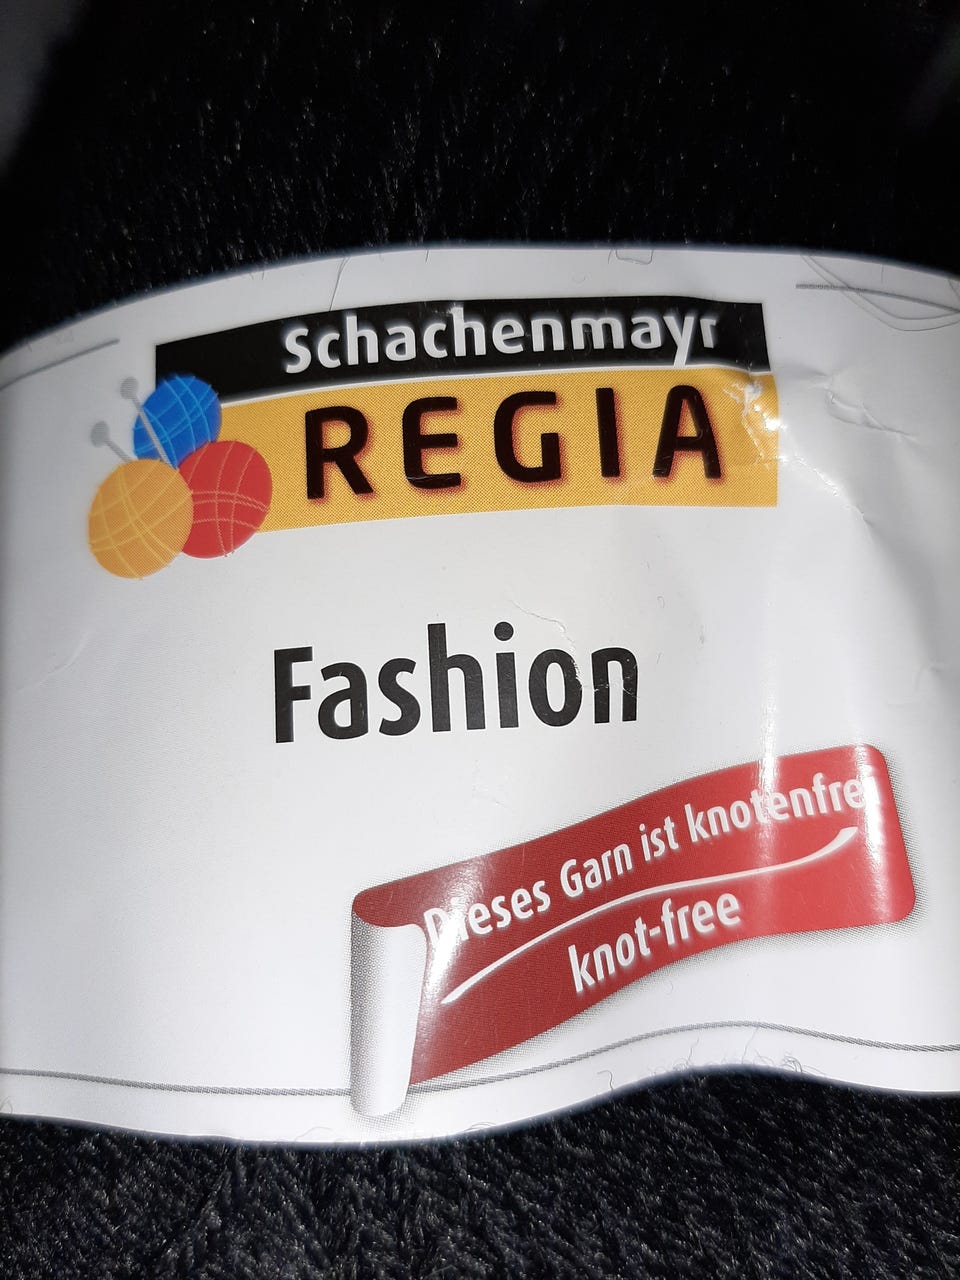 Schachenmayr
REGIA
Fashion
Dieses Garn ist knotenfrei
knot-free